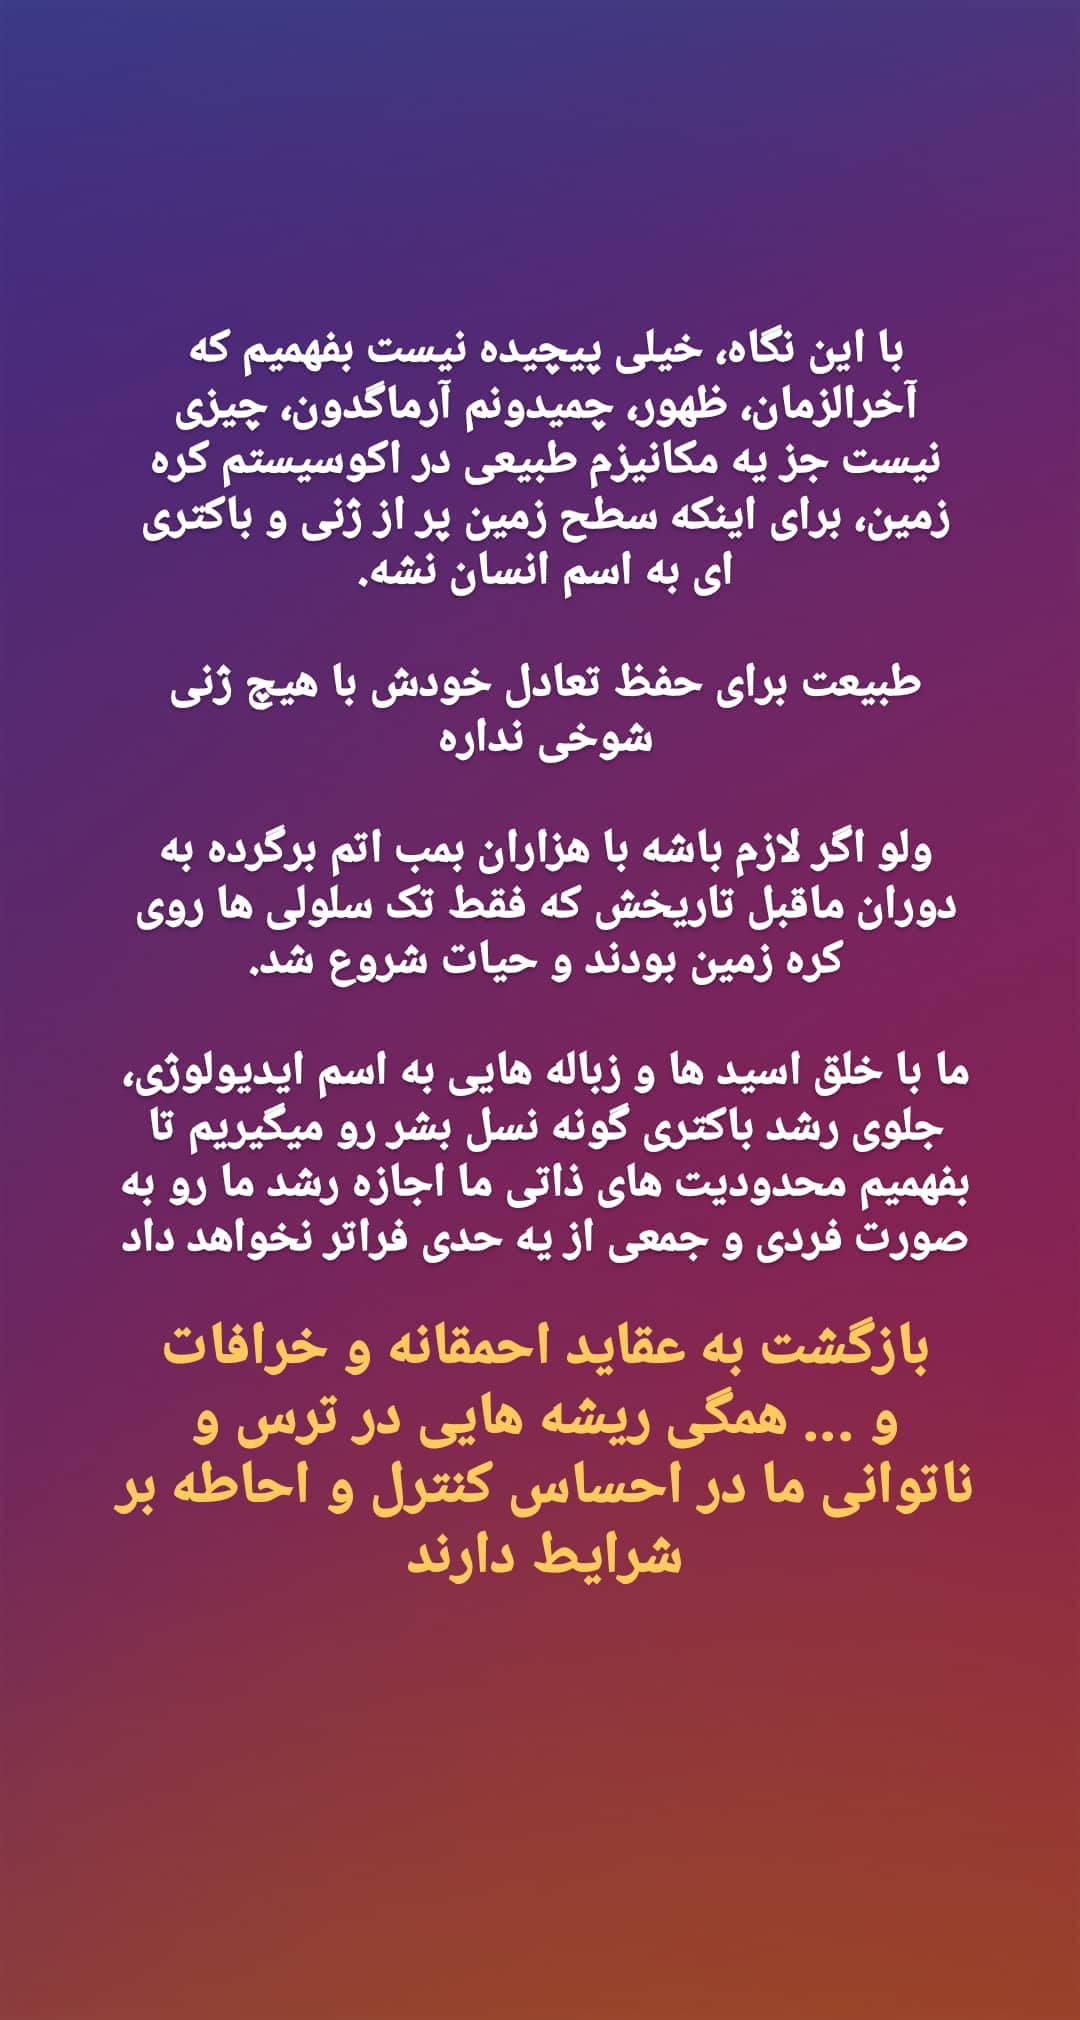 با این نگاه، خیلی پیچیده نیست بفهمیم که
آخرالزمان، ظهور، چمیدونم آرماگدون، چیزی
نیست جز یه مکانیزم طبیعی در اکوسیستم کره
زمین، برای اینکه سطح زمین پر از ژنی و باکتری
ای به اسم انسان نشه.
طبیعت برای حفظ تعادل خودش با هیچ ژنی
شوخی نداره
ولو اگر لازم باشه با هزاران بمب اتم برگرده به
دوران ماقبل تاریخش که فقط تک سلولی ها روی
کره زمین بودند و حیات شروع شد.
ما با خلق اسید ها و زباله هایی به اسم ایدیولوژی،
جلوی رشد باکتری گونه نسل بشر رو میگیریم تا
بفهمیم محدودیت های ذاتی ما اجازه رشد ما رو به
صورت فردی و جمعی از یه حدی فراتر نخواهد داد
بازگشت به عقاید احمقانه و خرافات
و ... همگی ریشه هایی در ترس و
ناتوانی ما در احساس کنترل و احاطه بر
شرایط دارند